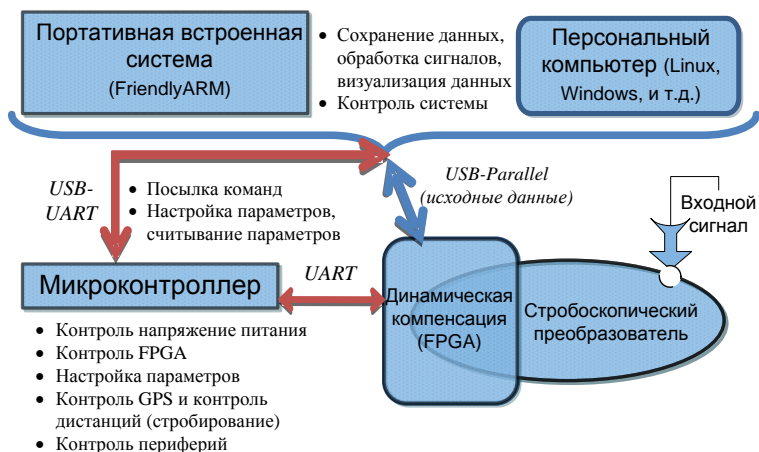 Портативная встроенная
система
(FriendlyARM)
• Сохранение данных,
обработка сигналов,
визуализация данных
• Контроль системы
Персональный
компьютер (Linux,
Windows, и т.д.)
USB-
UART
• Посылка команд
• Настройка параметров,
считывание параметров
USB-Parallel
(исходные данные)
Входной
сигнал
Микроконтроллер
UART
Динамическая
компенсация
(FPGA)
Стробоскопический
преобразователь
• Контроль напряжение питания
• Контроль FPGA
• Настройка параметров
• Контроль GPS и контроль
дистанций (стробирование)
• Контроль периферий